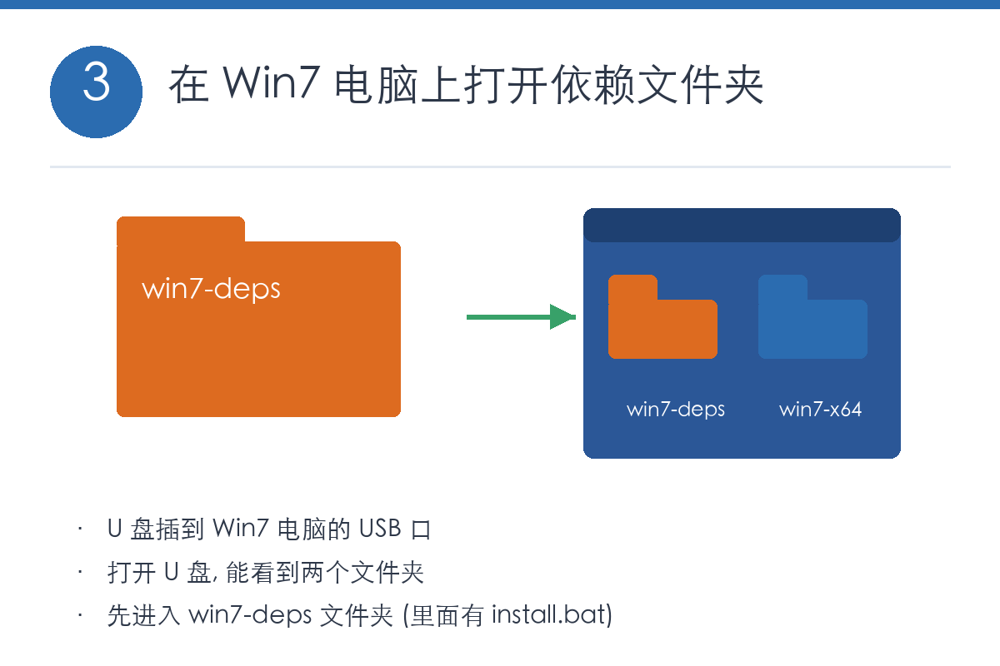 3
在 Win7 电脑上打开依赖文件夹
win7-deps
win7-deps
win7-x64
· U 盘插到 Win7 电脑的 USB 口
· 打开 U 盘, 能看到两个文件夹
· 先进入 win7-deps 文件夹 (里面有 install.bat)